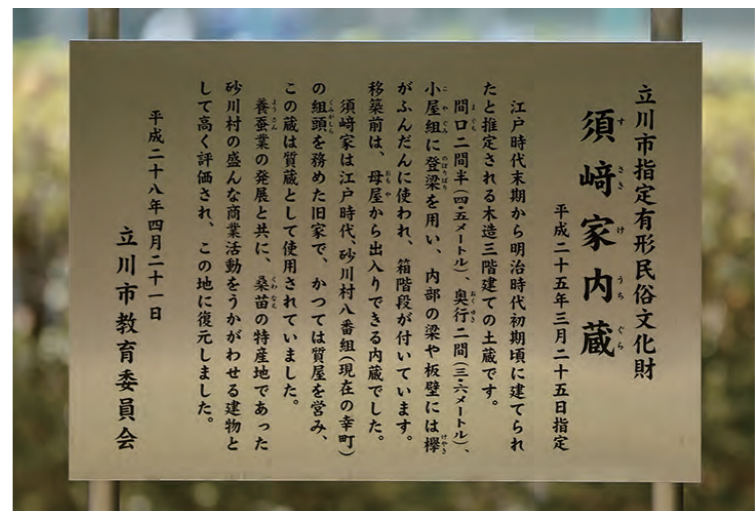 立川市指定有形民俗文化財
須﨑家内蔵
すさきけうちぐら
平成二十五年三月二十五日指定
江戸時代末期から明治時代初期頃に建てられ
たと推定される木造三階建ての土蔵です。
間口二間半(四・五メートル)、奥行二間(三・六メートル)、
小屋組に登梁を用い、内部の梁や板壁には欅
がふんだんに使われ、箱階段が付いています。
移築前は、母屋から出入りできる内蔵でした。
須﨑家は江戸時代、砂川村八番組(現在の幸町)
の組頭を務めた旧家で、かつては質屋を営み、
この蔵は質蔵として使用されていました。
養蚕業の発展と共に、桑苗の特産地であった
砂川村の盛んな商業活動をうかがわせる建物と
して高く評価され、この地に復元しました。
平成二十八年四月二十一日
立川市教育委員会